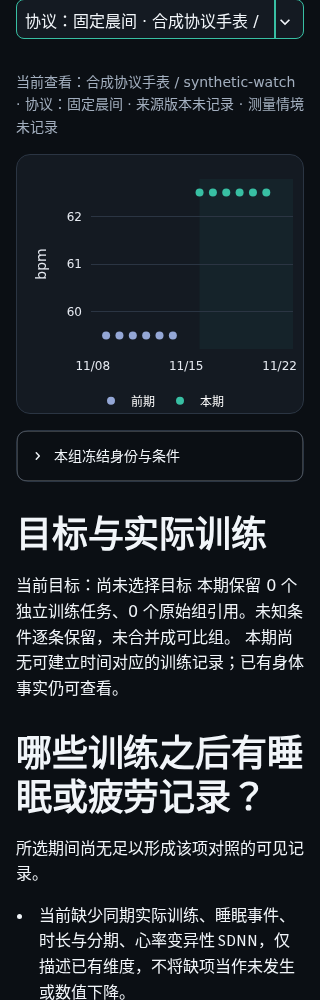 协议：固定晨间 · 合成协议手表 /
当前查看：合成协议手表 / synthetic-watch
· 协议：固定晨间 · 来源版本未记录 · 测量情境
未记录
62
61
60
bpm
11/08
11/15
11/22
前期
本期
本组冻结身份与条件
目标与实际训练
当前目标：尚未选择目标 本期保留 0 个
独立训练任务、0 个原始组引用。未知条
件逐条保留，未合并成可比组。 本期尚
无可建立时间对应的训练记录；已有身体
事实仍可查看。
哪些训练之后有睡
眠或疲劳记录？
所选期间尚无足以形成该项对照的可见记
录。
• 当前缺少同期实际训练、睡眠事件、
时长与分期、心率变异性 SDNN，仅
描述已有维度，不将缺项当作未发生
或数值下降。